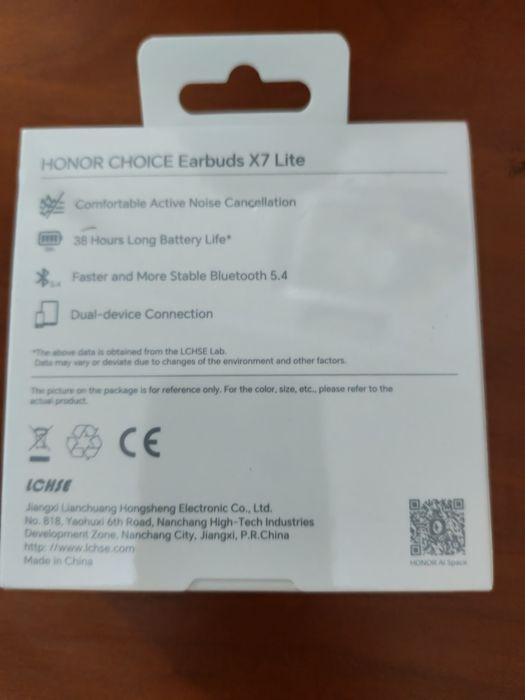 HONOR CHOICE Earbuds X7 Lite
Comfortable Active Noise Cancellation
38 Hours Long Battery Life*
5.4
Faster and More Stable Bluetooth 5.4
Dual-device Connection
*The above data is obtained from the LCHSE Lab.
Data may vary or deviate due to changes of the environment and other factors.
The picture on the package is for reference only. For the color, size, etc., please refer to the
actual product.
CE
LCHSE
Jiangxi Lianchuang Hongsheng Electronic Co., Ltd.
No. 818, Yaohuxi 6th Road, Nanchang High-Tech Industries
Development Zone, Nanchang City, Jiangxi, P.R.China
http: //www.lchse.com
Made in China
HONOR AI Space